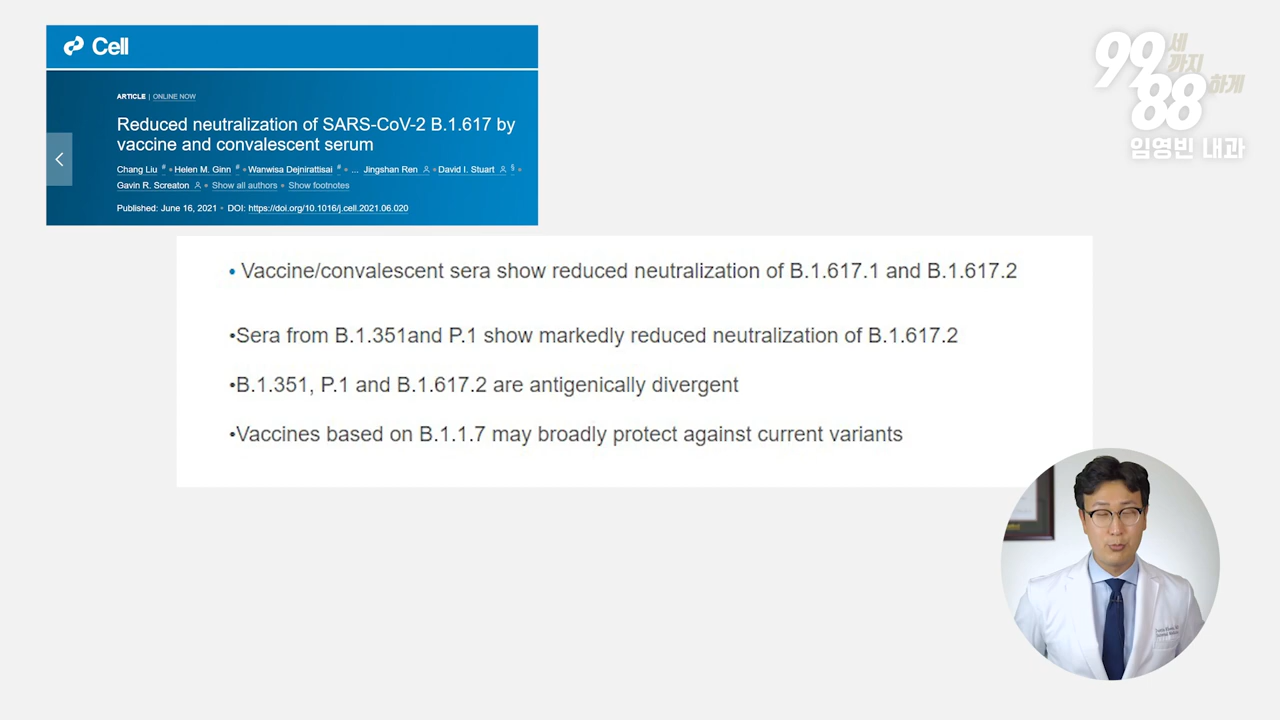 Cell
ARTICLE | ONLINE NOW
Reduced neutralization of SARS-CoV-2 B.1.617 by
vaccine and convalescent serum
Chang Liu # • Helen M. Ginn # • Wanwisa Dejnirattisai # • ... Jingshan Ren • David I. Stuart § •
Gavin R. Screaton • Show all authors • Show footnotes
Published: June 16, 2021 • DOI: https://doi.org/10.1016/j.cell.2021.06.020
99세
까지
88하게
임영빈 내과
• Vaccine/convalescent sera show reduced neutralization of B.1.617.1 and B.1.617.2
•Sera from B.1.351and P.1 show markedly reduced neutralization of B.1.617.2
•B.1.351, P.1 and B.1.617.2 are antigenically divergent
•Vaccines based on B.1.1.7 may broadly protect against current variants